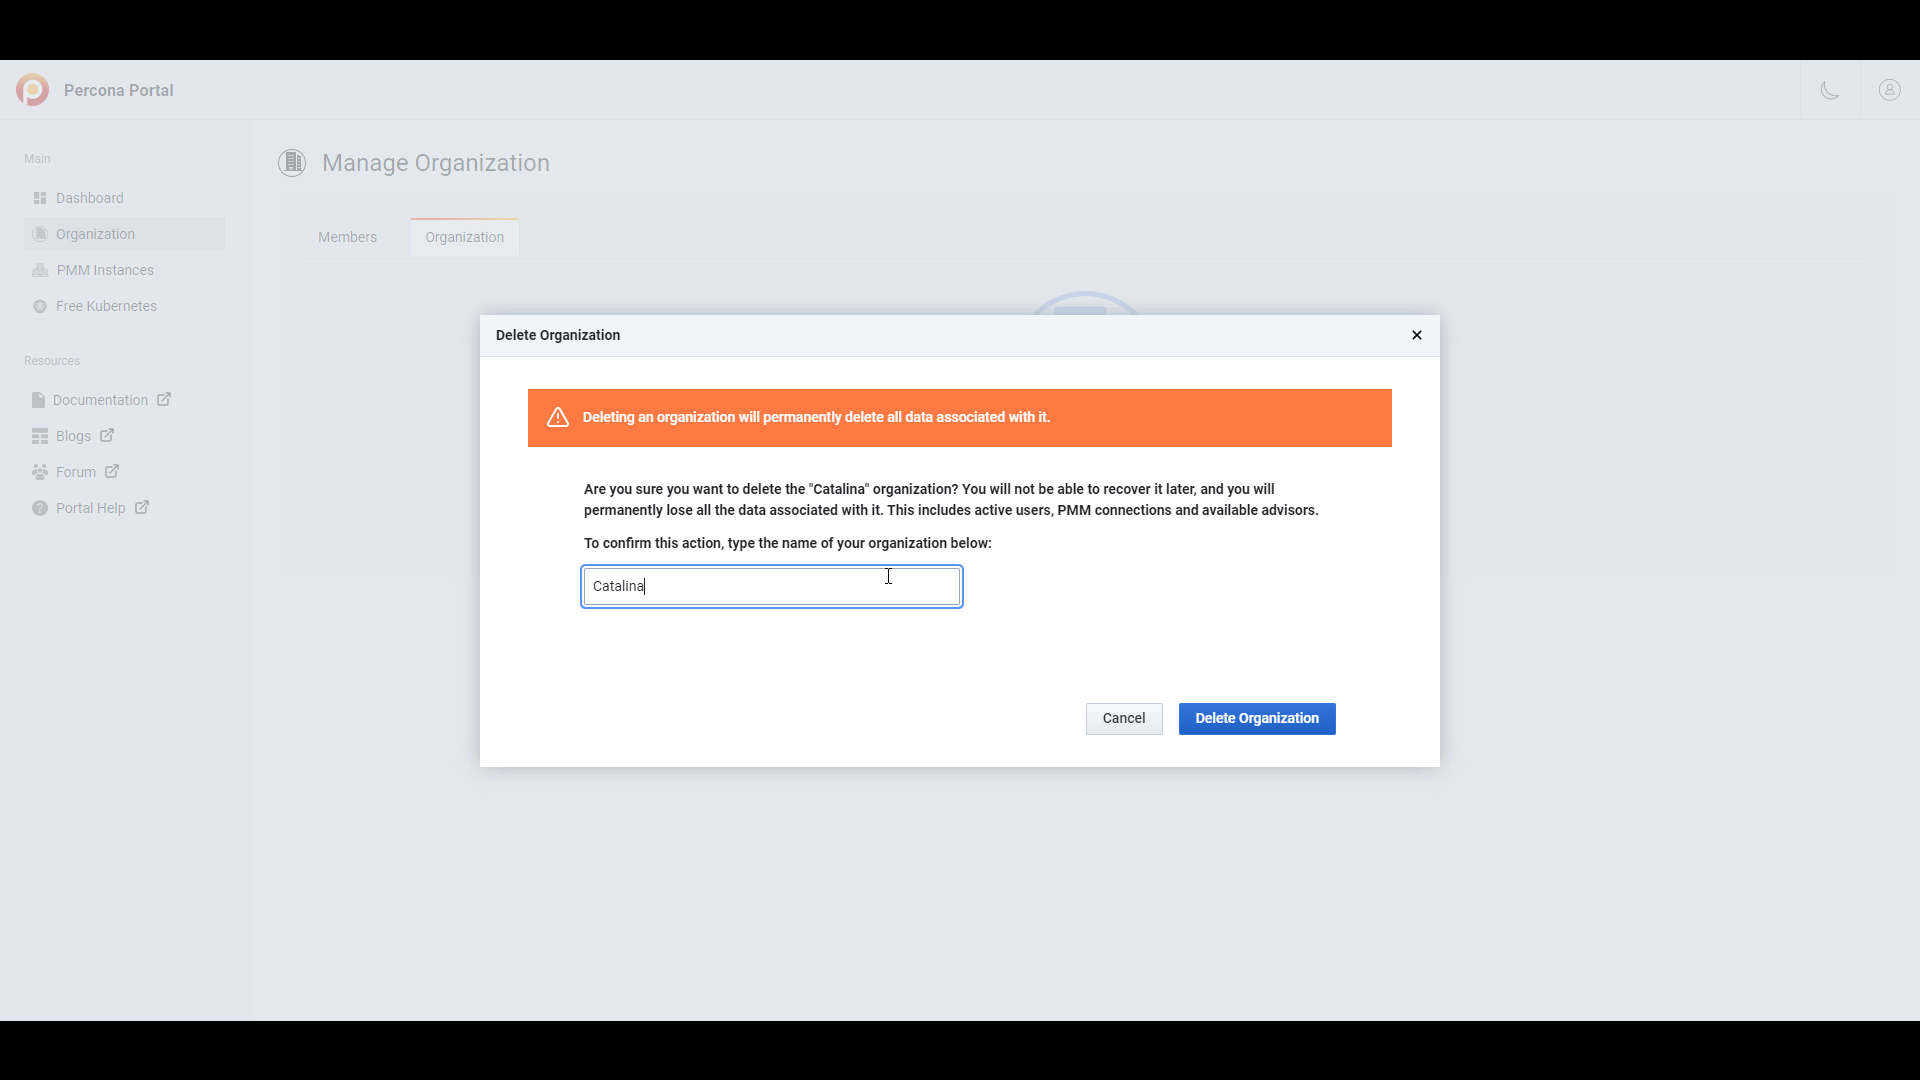 Percona Portal
Main
Dashboard
Organization
PMM Instances
Free Kubernetes
Resources
Documentation
Blogs
Forum
Portal Help
Manage Organization
Members
Organization
Delete Organization
Deleting an organization will permanently delete all data associated with it.
Are you sure you want to delete the "Catalina" organization? You will not be able to recover it later, and you will
permanently lose all the data associated with it. This includes active users, PMM connections and available advisors.
To confirm this action, type the name of your organization below:
Catalina
Cancel
Delete Organization